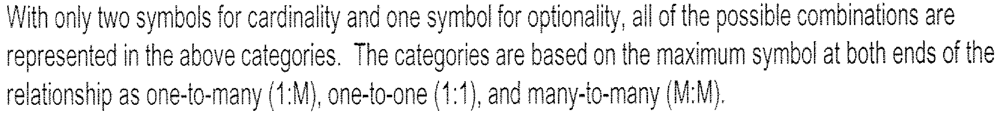 With only two symbols for cardinality and one symbol for optionality, all of the possible combinations are
represented in the above categories. The categories are based on the maximum symbol at both ends of the
relationship as one-to-many (1:M), one-to-one (1:1), and many-to-many (M:M).